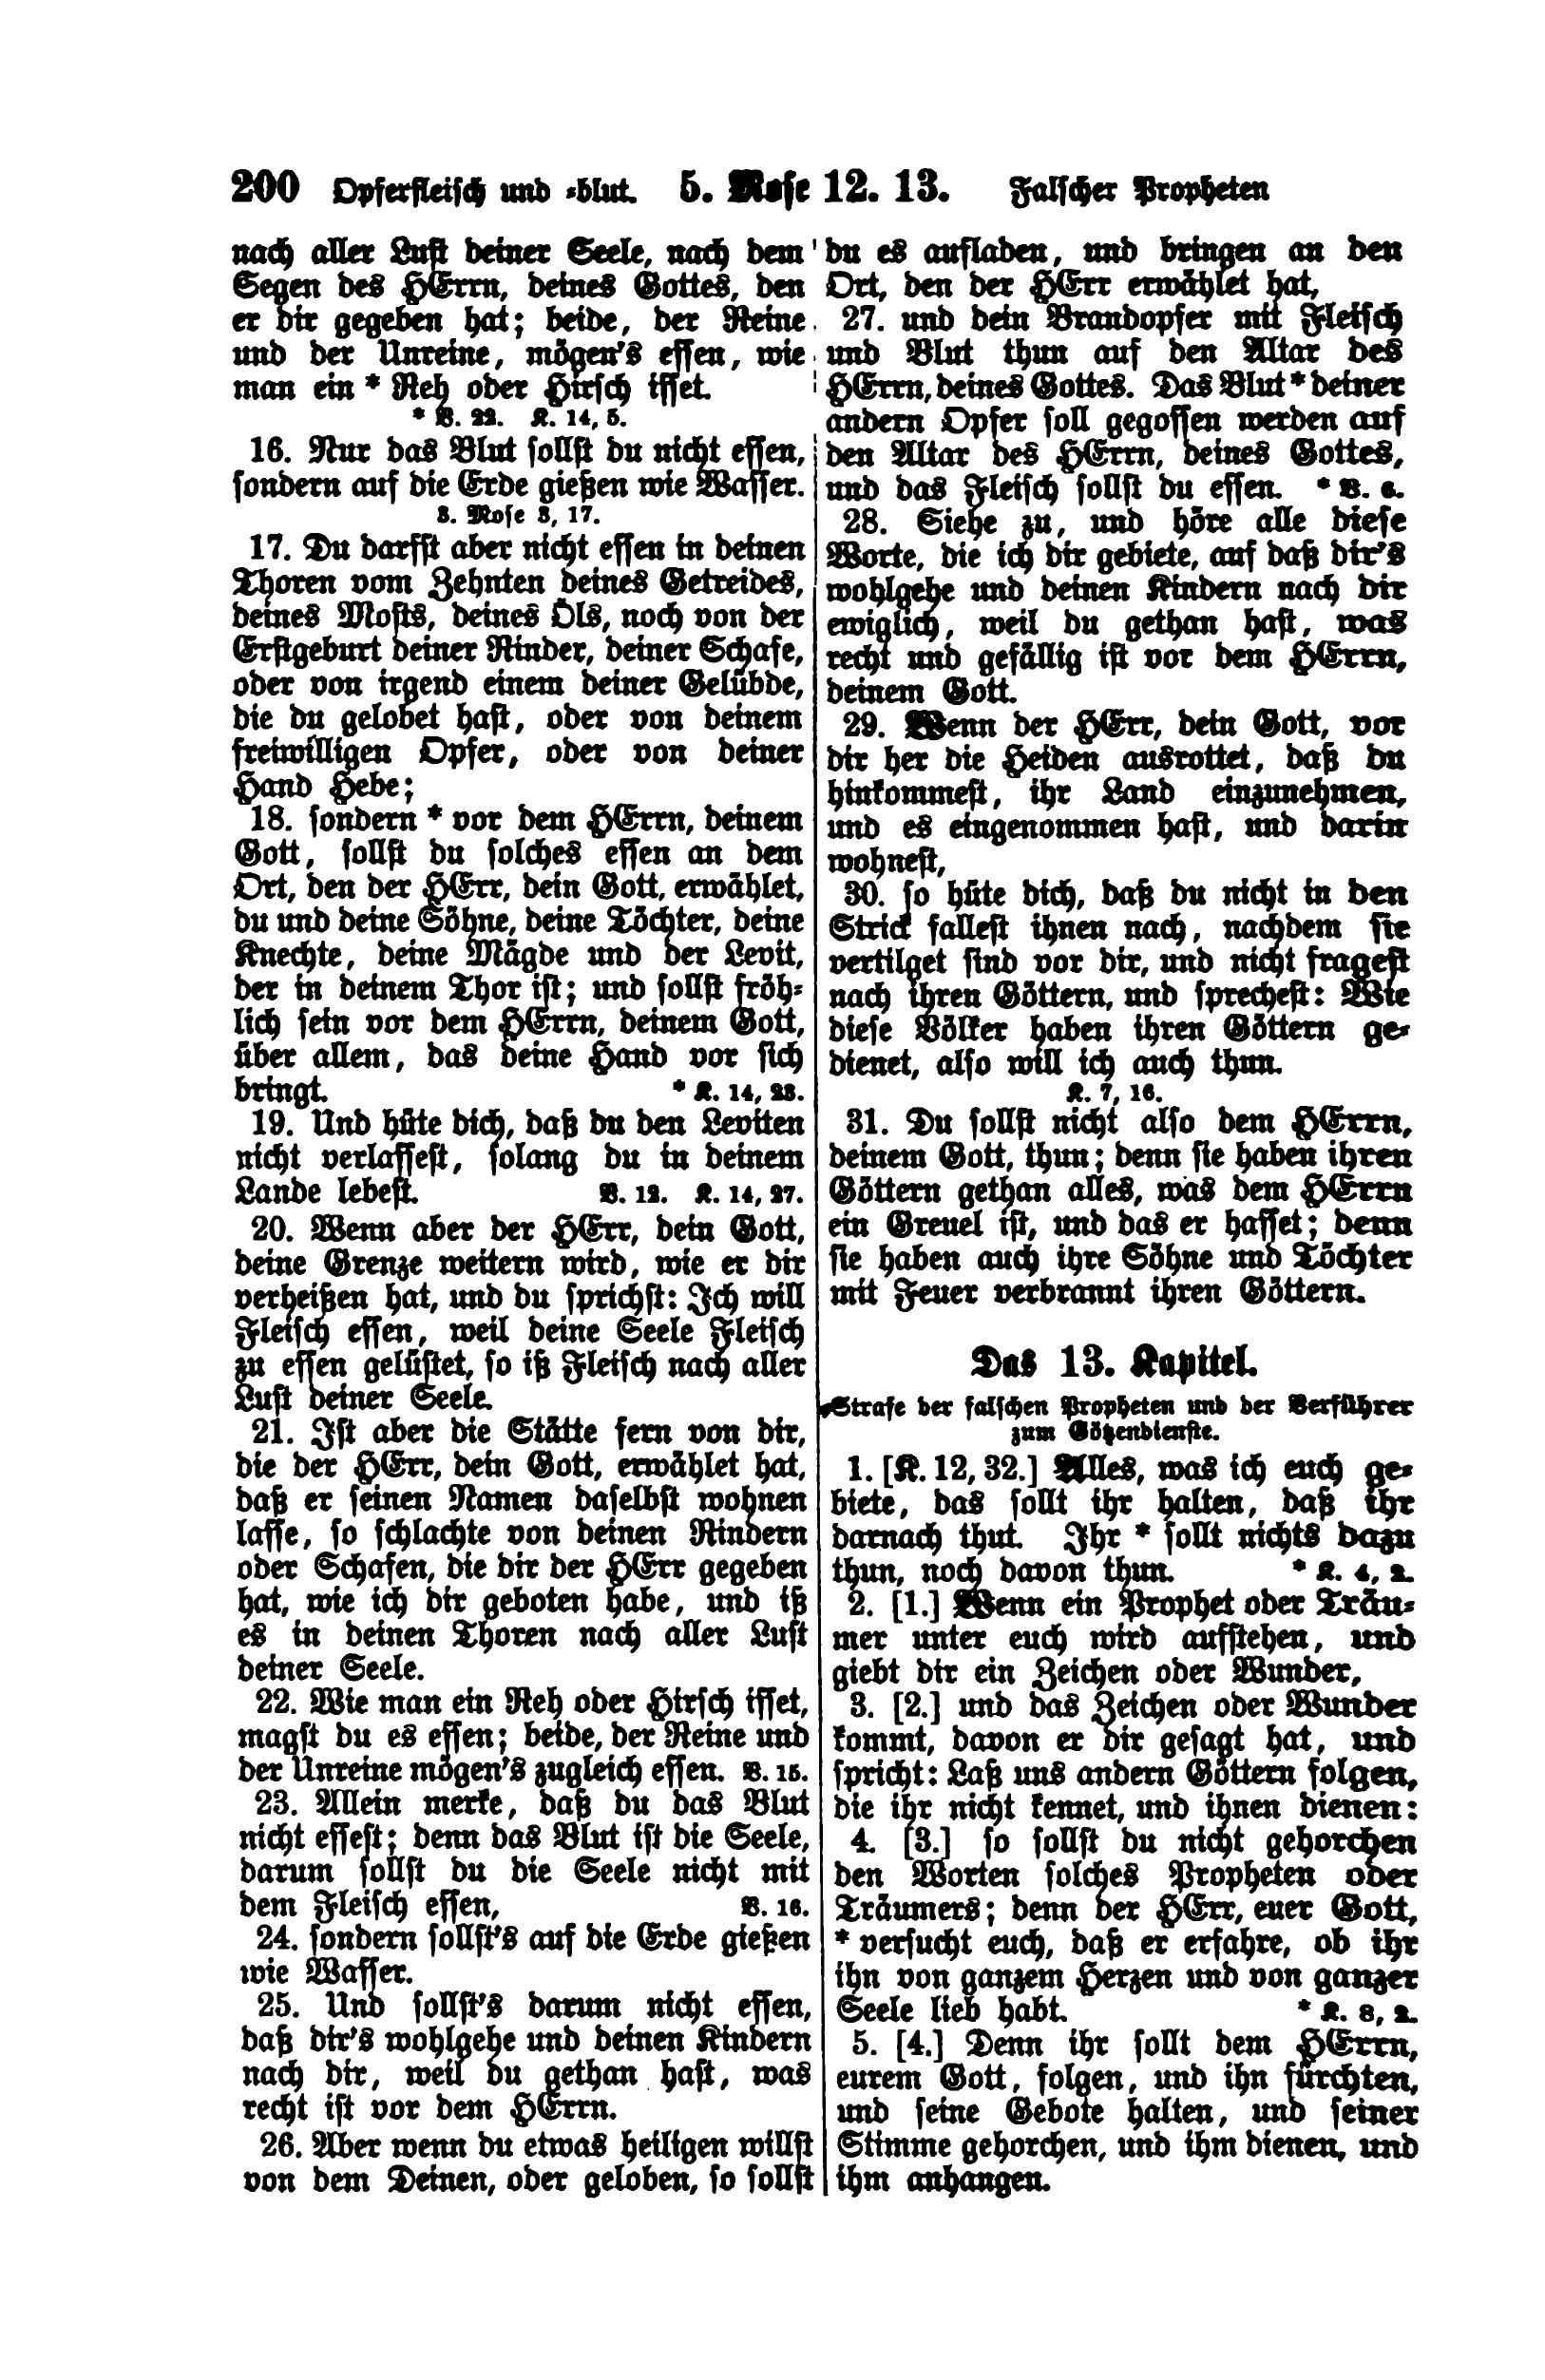 200 Opferfleisch und =blut. 5. Mose 12. 13. Falscher Propheten
nach aller Lust deiner Seele, nach dem
Segen des HErrn, deines Gottes, den
er dir gegeben hat; beide, der Reine
und der Unreine, mögen's essen, wie
man ein * Reh oder Hirsch isset.
* V. 22. K. 14, 5.
16. Nur das Blut sollst du nicht essen,
sondern auf die Erde gießen wie Wasser.
3. Mose 3, 17.
17. Du darfst aber nicht essen in deinen
Thoren vom Zehnten deines Getreides,
deines Mosts, deines Öls, noch von der
Erstgeburt deiner Rinder, deiner Schafe,
oder von irgend einem deiner Gelübde,
die du gelobet hast, oder von deinem
freiwilligen Opfer, oder von deiner
Hand Hebe;
18. sondern * vor dem HErrn, deinem
Gott, sollst du solches essen an dem
Ort, den der HErr, dein Gott, erwählet,
du und deine Söhne, deine Töchter, deine
Knechte, deine Mägde und der Levit,
der in deinem Thor ist; und sollst fröh=
lich sein vor dem HErrn, deinem Gott,
über allem, das deine Hand vor sich
bringt. * K. 14, 23.
19. Und hüte dich, daß du den Leviten
nicht verlassest, solang du in deinem
Lande lebest. V. 12. K. 14, 27.
20. Wenn aber der HErr, dein Gott,
deine Grenze weitern wird, wie er dir
verheißen hat, und du sprichst: Ich will
Fleisch essen, weil deine Seele Fleisch
zu essen gelüstet, so iß Fleisch nach aller
Lust deiner Seele.
21. Ist aber die Stätte fern von dir,
die der HErr, dein Gott, erwählet hat,
daß er seinen Namen daselbst wohnen
lasse, so schlachte von deinen Rindern
oder Schafen, die dir der HErr gegeben
hat, wie ich dir geboten habe, und iß
es in deinen Thoren nach aller Lust
deiner Seele.
22. Wie man ein Reh oder Hirsch isset,
magst du es essen; beide, der Reine und
der Unreine mögen's zugleich essen. V. 15.
23. Allein merke, daß du das Blut
nicht essest; denn das Blut ist die Seele,
darum sollst du die Seele nicht mit
dem Fleisch essen, V. 16.
24. sondern sollst's auf die Erde gießen
wie Wasser.
25. Und sollst's darum nicht essen,
daß dir's wohlgehe und deinen Kindern
nach dir, weil du gethan hast, was
recht ist vor dem HErrn.
26. Aber wenn du etwas heiligen willst
von dem Deinen, oder geloben, so sollst
du es aufladen, und bringen an den
Ort, den der HErr erwählet hat,
27. und dein Brandopfer mit Fleisch
und Blut thun auf den Altar des
HErrn, deines Gottes. Das Blut * deiner
andern Opfer soll gegossen werden auf
den Altar des HErrn, deines Gottes,
und das Fleisch sollst du essen. * V. 6.
28. Siehe zu, und höre alle diese
Worte, die ich dir gebiete, auf daß dir's
wohlgehe und deinen Kindern nach dir
ewiglich, weil du gethan hast, was
recht und gefällig ist vor dem HErrn,
deinem Gott.
29. Wenn der HErr, dein Gott, vor
dir her die Heiden ausrottet, daß du
hinkommest, ihr Land einzunehmen,
und es eingenommen hast, und darin
wohnest,
30. so hüte dich, daß du nicht in den
Strick fallest ihnen nach, nachdem sie
vertilget sind vor dir, und nicht fragest
nach ihren Göttern, und sprechest: Wie
diese Völker haben ihren Göttern ge=
dienet, also will ich auch thun.
K. 7, 16.
31. Du sollst nicht also dem HErrn,
deinem Gott, thun; denn sie haben ihren
Göttern gethan alles, was dem HErrn
ein Greuel ist, und das er hasset; denn
sie haben auch ihre Söhne und Töchter
mit Feuer verbrannt ihren Göttern.
Das 13. Kapitel.
Strafe der falschen Propheten und der Verführer
zum Götzendienste.
1. [K. 12, 32.] Alles, was ich euch ge=
biete, das sollt ihr halten, daß ihr
darnach thut. Ihr * sollt nichts dazu
thun, noch davon thun. * K. 4, 2.
2. [1.] Wenn ein Prophet oder Träu=
mer unter euch wird aufstehen, und
giebt dir ein Zeichen oder Wunder,
3. [2.] und das Zeichen oder Wunder
kommt, davon er dir gesagt hat, und
spricht: Laß uns andern Göttern folgen,
die ihr nicht kennet, und ihnen dienen:
4. [3.] so sollst du nicht gehorchen
den Worten solches Propheten oder
Träumers; denn der HErr, euer Gott,
* versucht euch, daß er erfahre, ob ihr
ihn von ganzem Herzen und von ganzer
Seele lieb habt. * K. 8, 2.
5. [4.] Denn ihr sollt dem HErrn,
eurem Gott, folgen, und ihn fürchten,
und seine Gebote halten, und seiner
Stimme gehorchen, und ihm dienen, und
ihm anhangen.